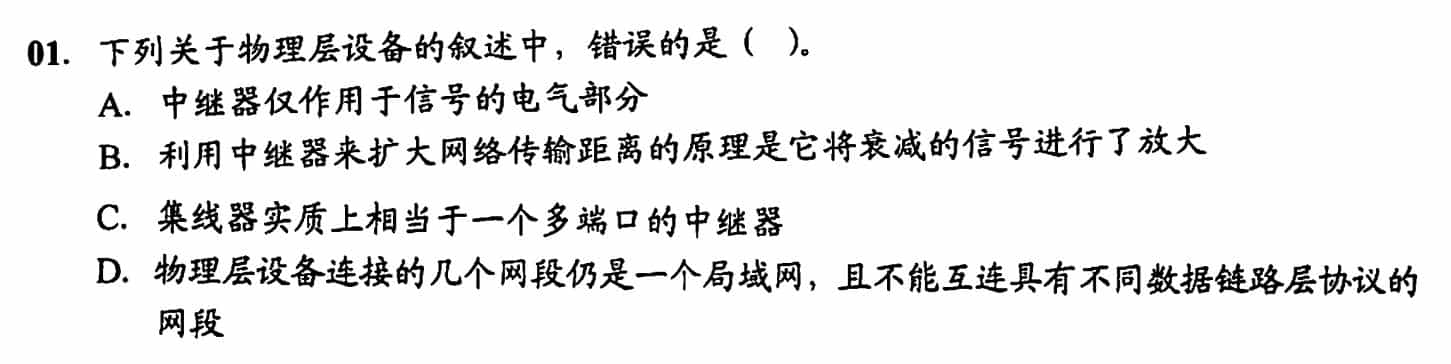 01. 下列关于物理层设备的叙述中，错误的是（ ）。
A. 中继器仅作用于信号的电气部分
B. 利用中继器来扩大网络传输距离的原理是它将衰减的信号进行了放大
C. 集线器实质上相当于一个多端口的中继器
D. 物理层设备连接的几个网段仍是一个局域网，且不能互连具有不同数据链路层协议的
网段